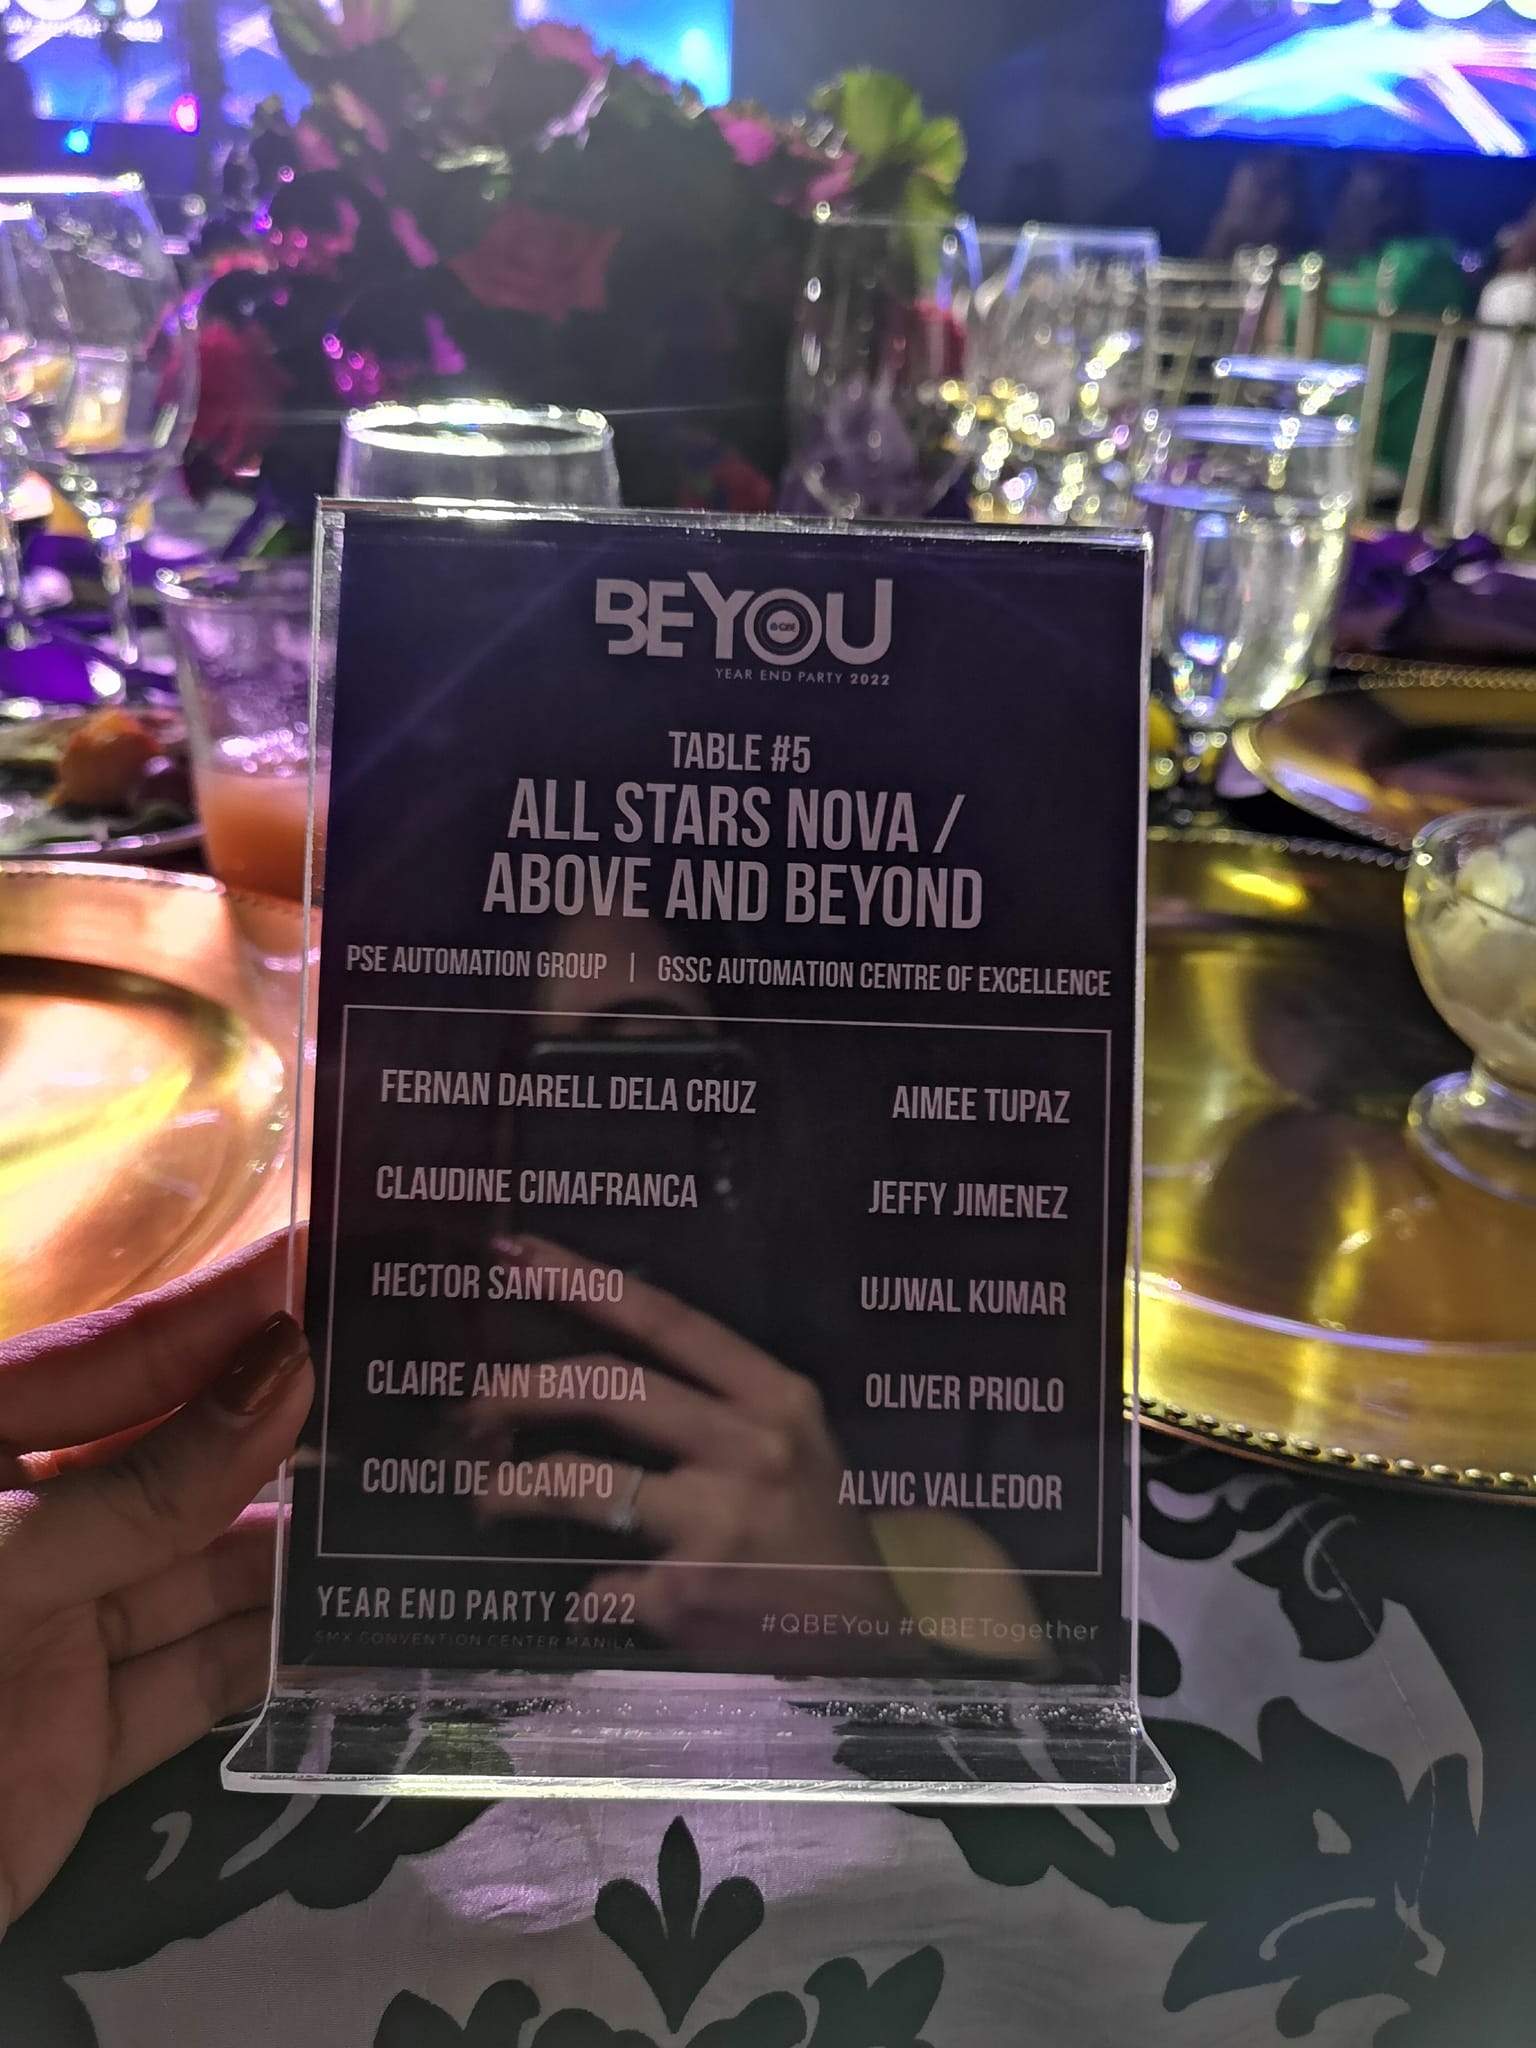 BEYOU
QBE
YEAR END PARTY 2022
TABLE #5
ALL STARS NOVA /
ABOVE AND BEYOND
PSE AUTOMATION GROUP | GSSC AUTOMATION CENTRE OF EXCELLENCE
FERNAN DARELL DELA CRUZ AIMEE TUPAZ
CLAUDINE CIMAFRANCA JEFFY JIMENEZ
HECTOR SANTIAGO UJJWAL KUMAR
CLAIRE ANN BAYODA OLIVER PRIOLO
CONCI DE OCAMPO ALVIC VALLEDOR
YEAR END PARTY 2022 #QBEYou #QBETogether
SMX CONVENTION CENTER MANILA